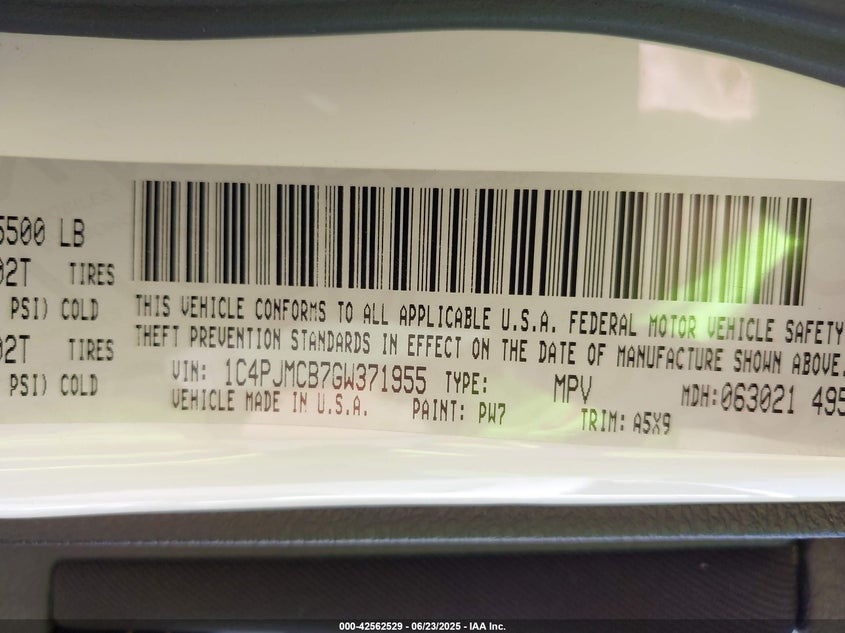 5500 LB
02T TIRES
PSI) COLD
02T TIRES
PSI) COLD
THIS VEHICLE CONFORMS TO ALL APPLICABLE U.S.A. FEDERAL MOTOR VEHICLE SAFETY
THEFT PREVENTION STANDARDS IN EFFECT ON THE DATE OF MANUFACTURE SHOWN ABOVE.
VIN: 1C4PJMCB7GW371955 TYPE: MPV MDH: 063021 495
VEHICLE MADE IN U.S.A. PAINT: PW7 TRIM: A5X9
000-42562529 - 06/23/2025 - IAA Inc.